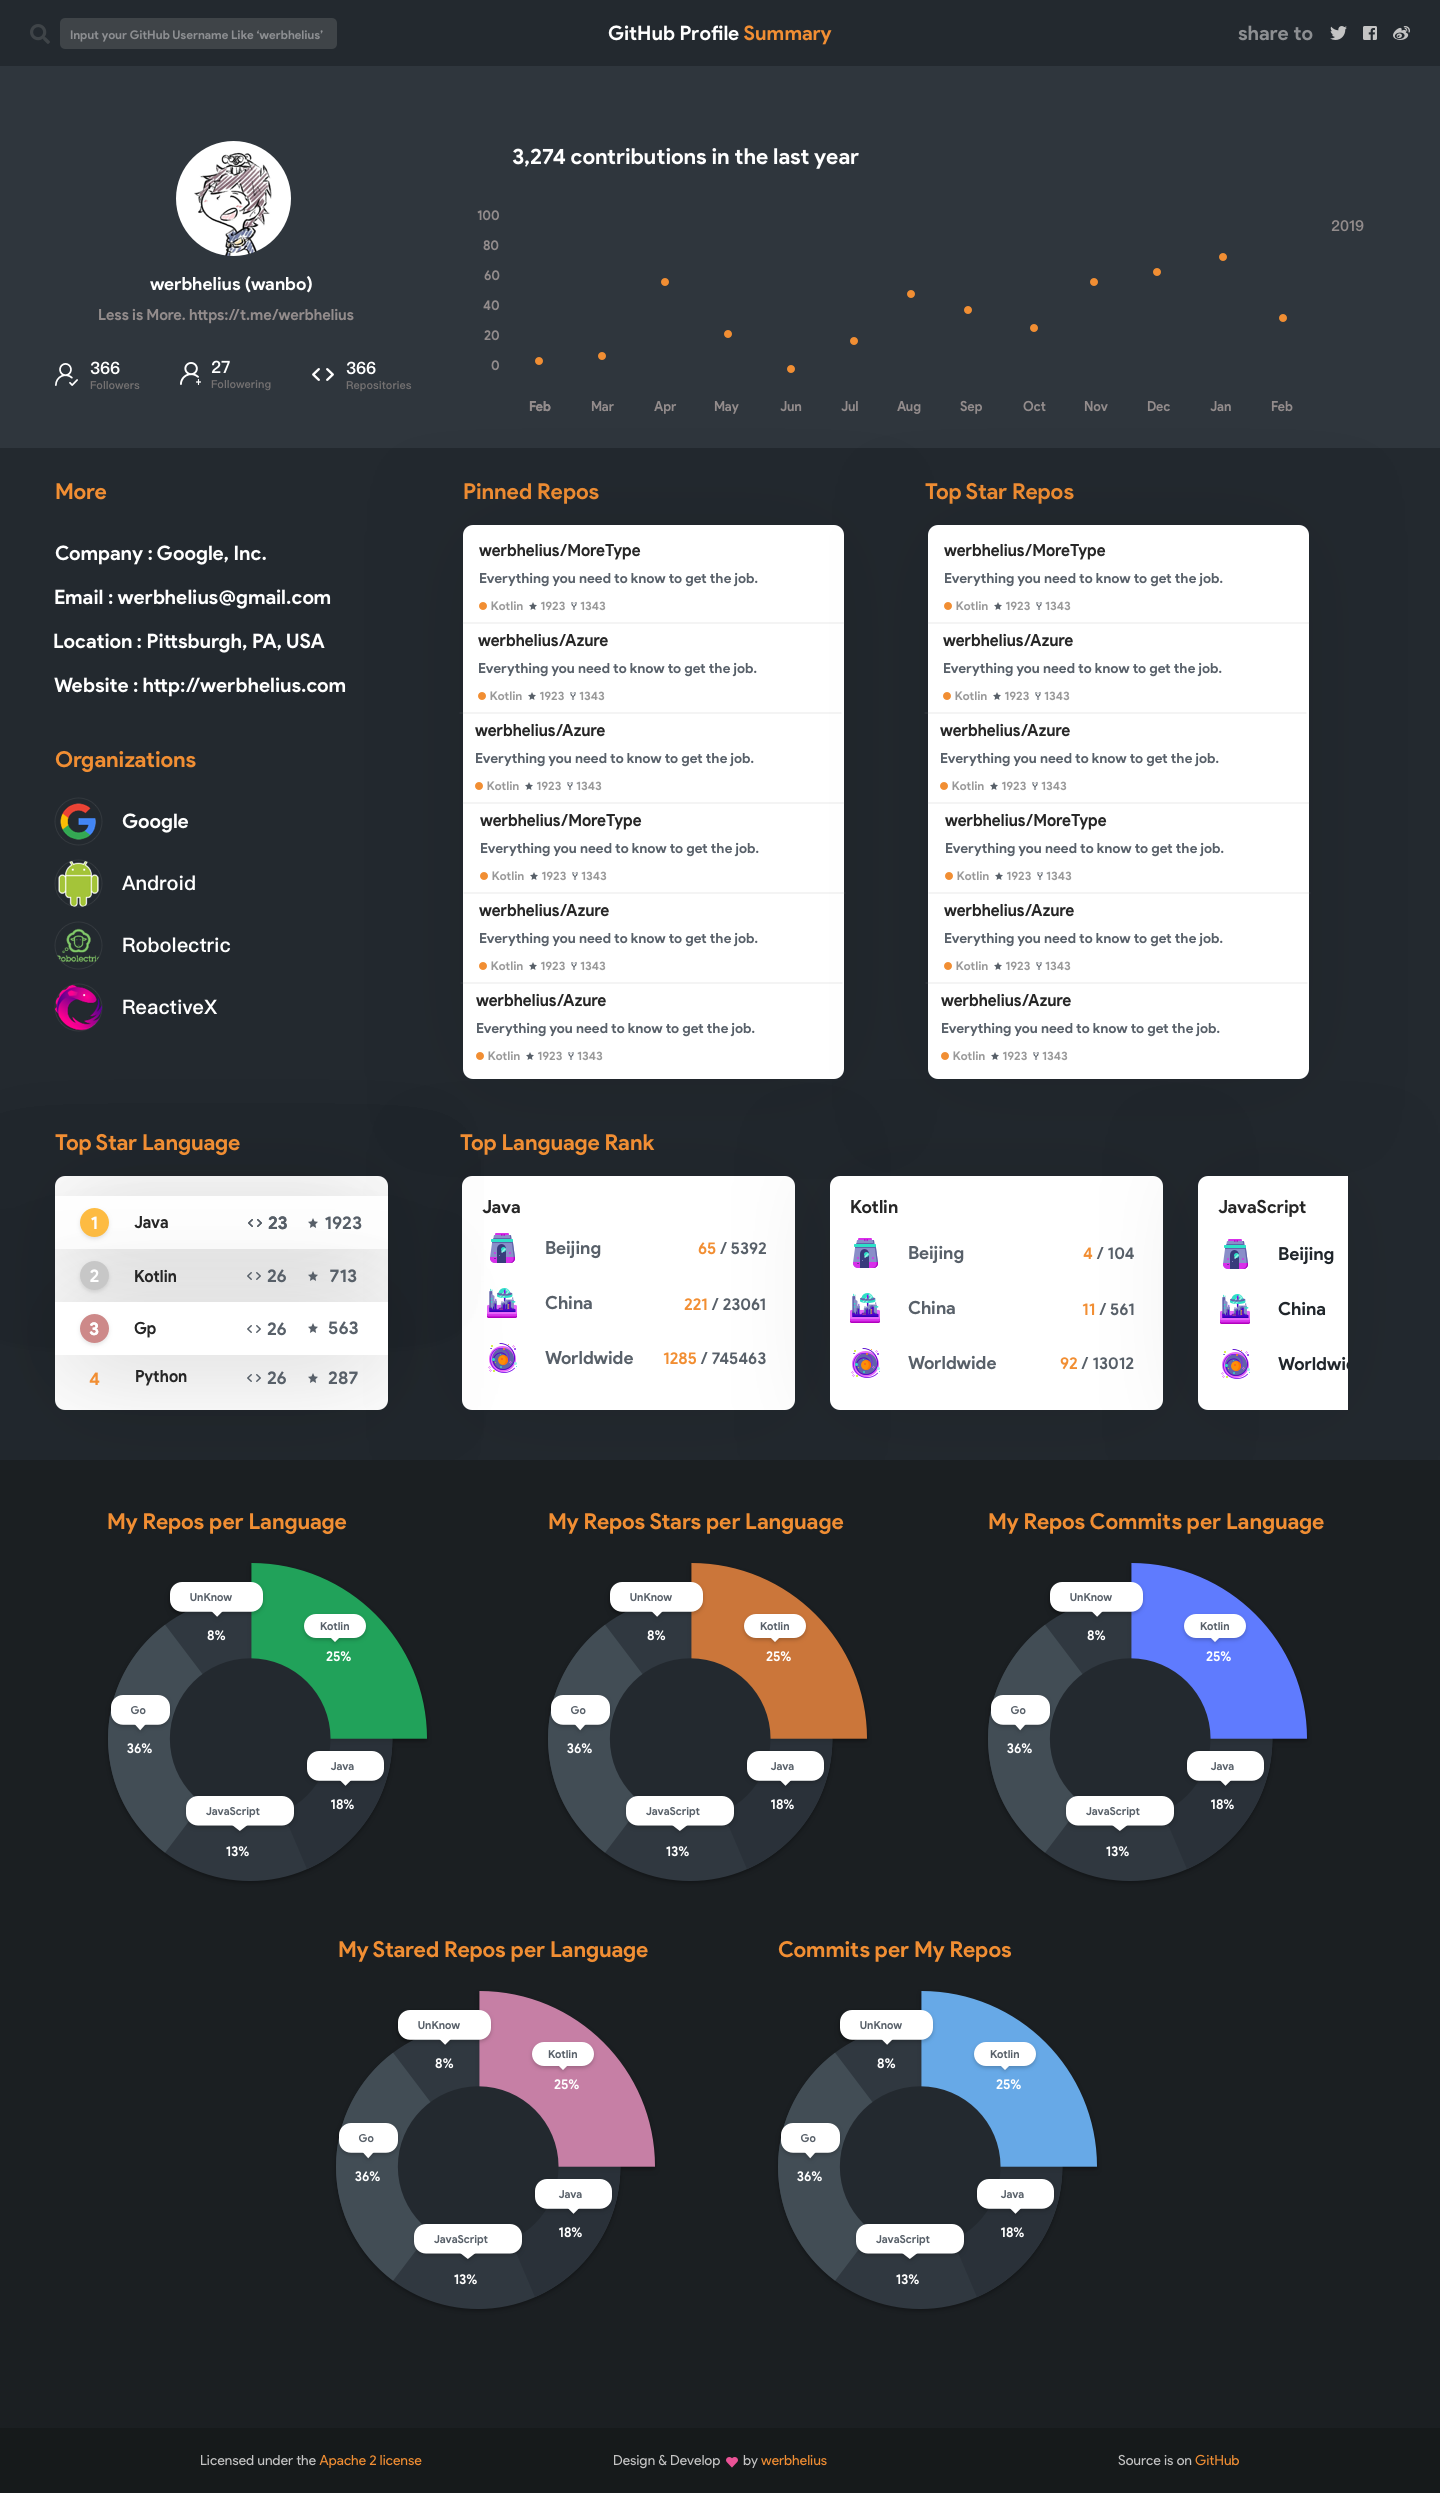 Input your GitHub Username Like ‘werbhelius’
GitHub Profile Summary
share to
werbhelius (wanbo)
Less is More. https://t.me/werbhelius
366
Followers
27
Following
366
Repositories
3,274 contributions in the last year
2019
100
80
60
40
20
0
Feb Mar Apr May Jun Jul Aug Sep Oct Nov Dec Jan Feb
More
Company : Google, Inc.
Email : werbhelius@gmail.com
Location : Pittsburgh, PA, USA
Website : http://werbhelius.com
Organizations
Google
Android
Robolectric
ReactiveX
Pinned Repos
werbhelius/MoreType
Everything you need to know to get the job.
Kotlin 1923 1343
werbhelius/Azure
Everything you need to know to get the job.
Kotlin 1923 1343
werbhelius/Azure
Everything you need to know to get the job.
Kotlin 1923 1343
werbhelius/MoreType
Everything you need to know to get the job.
Kotlin 1923 1343
werbhelius/Azure
Everything you need to know to get the job.
Kotlin 1923 1343
werbhelius/Azure
Everything you need to know to get the job.
Kotlin 1923 1343
Top Star Repos
werbhelius/MoreType
Everything you need to know to get the job.
Kotlin 1923 1343
werbhelius/Azure
Everything you need to know to get the job.
Kotlin 1923 1343
werbhelius/Azure
Everything you need to know to get the job.
Kotlin 1923 1343
werbhelius/MoreType
Everything you need to know to get the job.
Kotlin 1923 1343
werbhelius/Azure
Everything you need to know to get the job.
Kotlin 1923 1343
werbhelius/Azure
Everything you need to know to get the job.
Kotlin 1923 1343
Top Star Language
1 Java 23 1923
2 Kotlin 26 713
3 Gp 26 563
4 Python 26 287
Top Language Rank
Java
Beijing 65 / 5392
China 221 / 23061
Worldwide 1285 / 745463
Kotlin
Beijing 4 / 104
China 11 / 561
Worldwide 92 / 13012
JavaScript
Beijing
China
Worldwi
My Repos per Language
UnKnow
8%
Kotlin
25%
Go
36%
Java
18%
JavaScript
13%
My Repos Stars per Language
UnKnow
8%
Kotlin
25%
Go
36%
Java
18%
JavaScript
13%
My Repos Commits per Language
UnKnow
8%
Kotlin
25%
Go
36%
Java
18%
JavaScript
13%
My Stared Repos per Language
UnKnow
8%
Kotlin
25%
Go
36%
Java
18%
JavaScript
13%
Commits per My Repos
UnKnow
8%
Kotlin
25%
Go
36%
Java
18%
JavaScript
13%
Licensed under the Apache 2 license
Design & Develop by werbhelius
Source is on GitHub